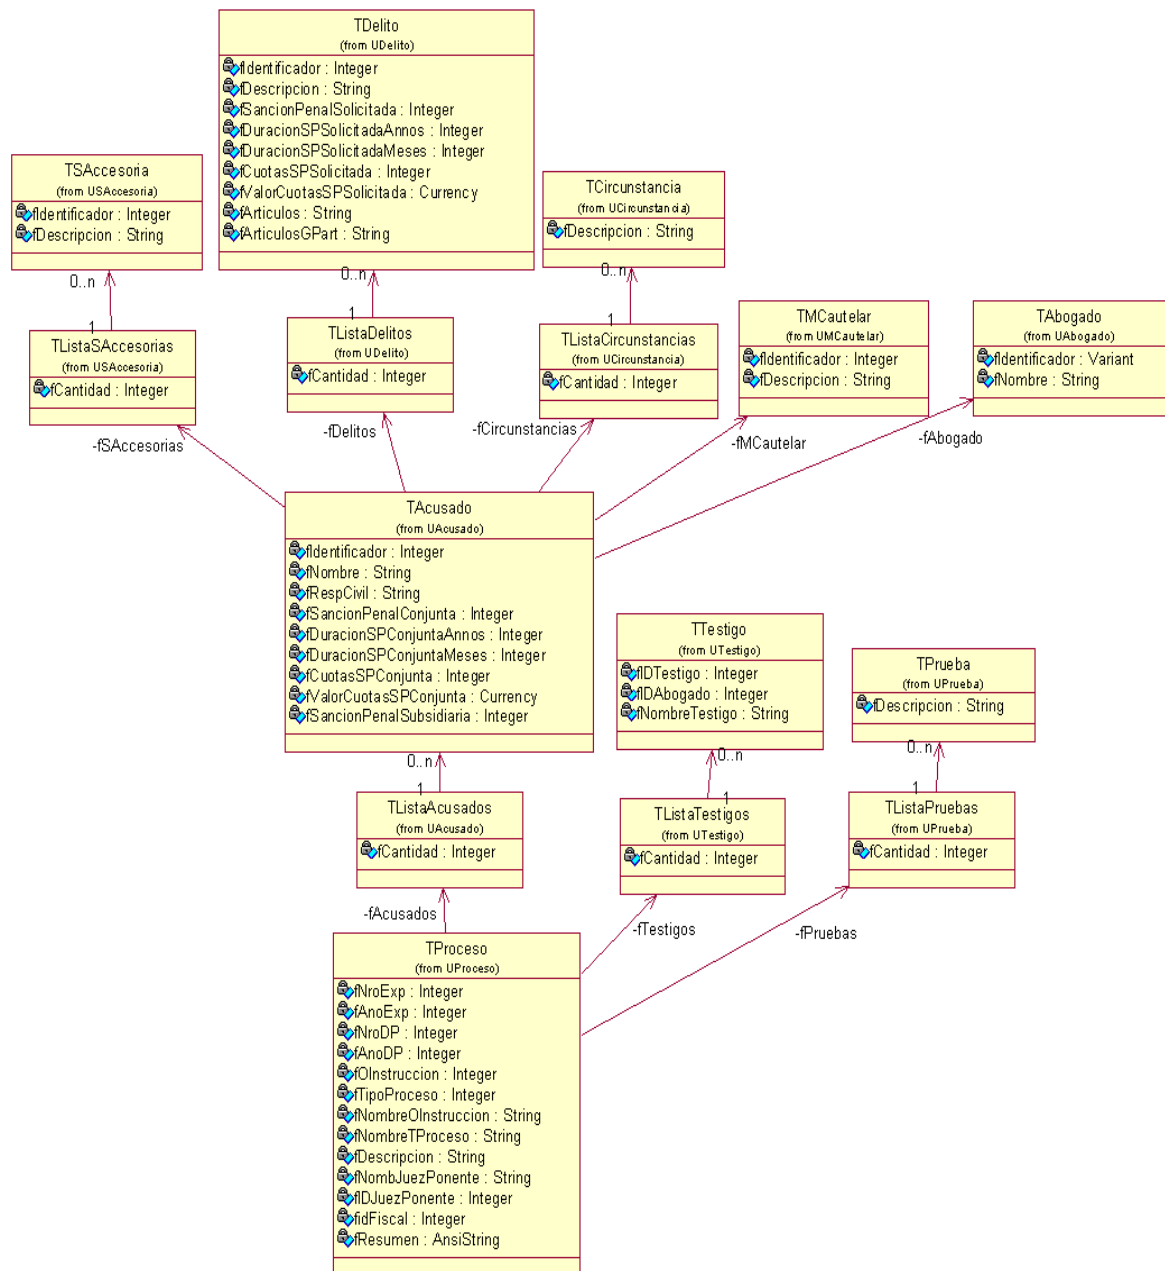 TDelito
(from UDelito)
fIdentificador : Integer
fDescripcion : String
fSancionPenalSolicitada : Integer
fDuracionSPSolicitadaAnnos : Integer
fDuracionSPSolicitadaMeses : Integer
fCuotasSPSolicitada : Integer
fValorCuotasSPSolicitada : Currency
fArticulos : String
fArticulosGPart : String
TSAccesoria
(from USAccesoria)
fIdentificador : Integer
fDescripcion : String
TCircunstancia
(from UCircunstancia)
fDescripcion : String
0..n
0..n
0..n
1
1
1
TListaSAccesorias
(from USAccesoria)
fCantidad : Integer
TListaDelitos
(from UDelito)
fCantidad : Integer
TListaCircunstancias
(from UCircunstancia)
fCantidad : Integer
TMCautelar
(from UMCautelar)
fIdentificador : Integer
fDescripcion : String
TAbogado
(from UAbogado)
fIdentificador : Variant
fNombre : String
-fSAccesorias
-fDelitos
-fCircunstancias
-fMCautelar
-fAbogado
TAcusado
(from UAcusado)
fIdentificador : Integer
fNombre : String
fRespCivil : String
fSancionPenalConjunta : Integer
fDuracionSPConjuntaAnnos : Integer
fDuracionSPConjuntaMeses : Integer
fCuotasSPConjunta : Integer
fValorCuotasSPConjunta : Currency
fSancionPenalSubsidiaria : Integer
TTestigo
(from UTestigo)
fIDTestigo : Integer
fIDAbogado : Integer
fNombreTestigo : String
TPrueba
(from UPrueba)
fDescripcion : String
0..n
0..n
0..n
1
1
1
TListaAcusados
(from UAcusado)
fCantidad : Integer
TListaTestigos
(from UTestigo)
fCantidad : Integer
TListaPruebas
(from UPrueba)
fCantidad : Integer
-fAcusados
-fTestigos
-fPruebas
TProceso
(from UProceso)
fNroExp : Integer
fAnoExp : Integer
fNroDP : Integer
fAnoDP : Integer
fOInstruccion : Integer
fTipoProceso : Integer
fNombreOInstruccion : String
fNombreTProceso : String
fDescripcion : String
fNombJuezPonente : String
fIDJuezPonente : Integer
fidFiscal : Integer
fResumen : AnsiString